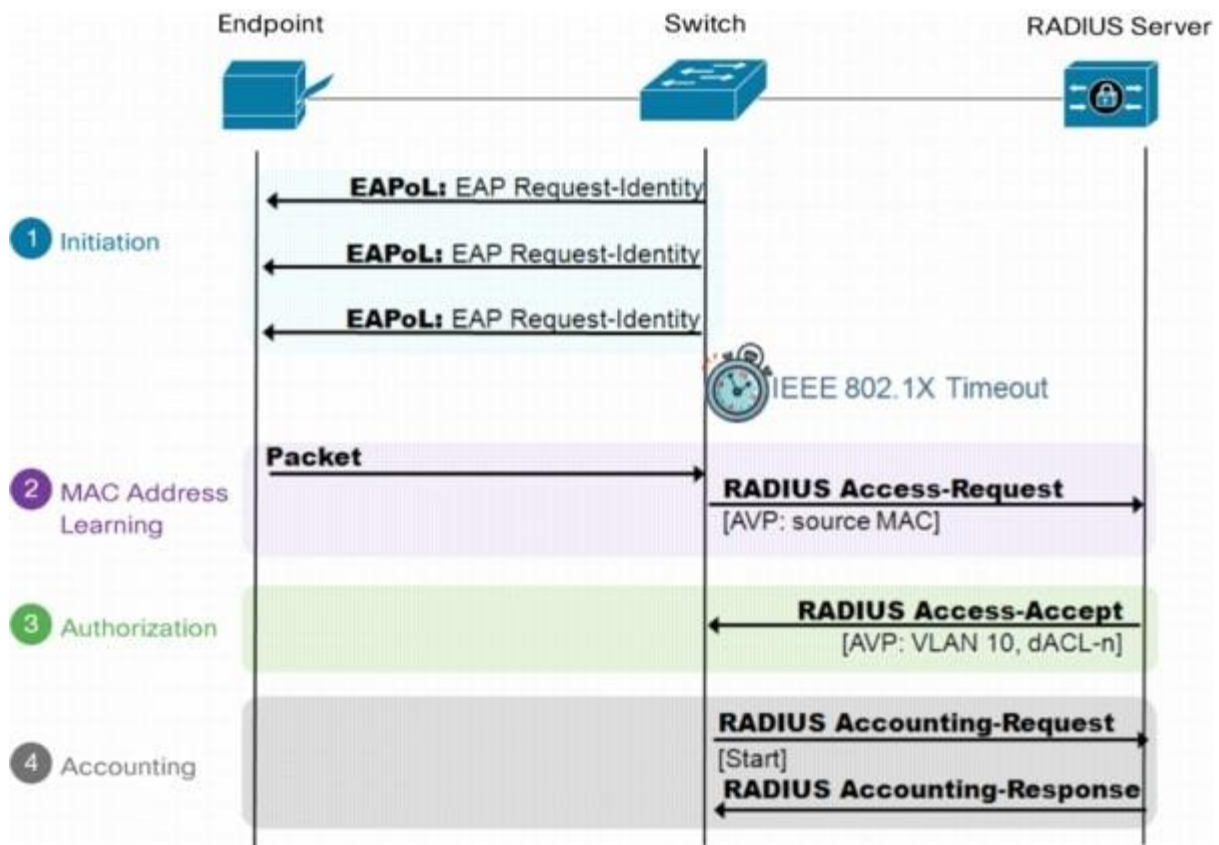 Endpoint
Switch
RADIUS Server
1 Initiation
EAPoL: EAP Request-Identity
EAPoL: EAP Request-Identity
EAPoL: EAP Request-Identity
IEEE 802.1X Timeout
2 MAC Address
Learning
Packet
RADIUS Access-Request
[AVP: source MAC]
3 Authorization
RADIUS Access-Accept
[AVP: VLAN 10, dACL-n]
4 Accounting
RADIUS Accounting-Request
[Start]
RADIUS Accounting-Response